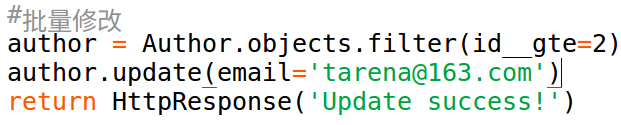 #批量修改
author = Author.objects.filter(id__gte=2)
author.update(email='tarena@163.com')
return HttpResponse('Update success!')